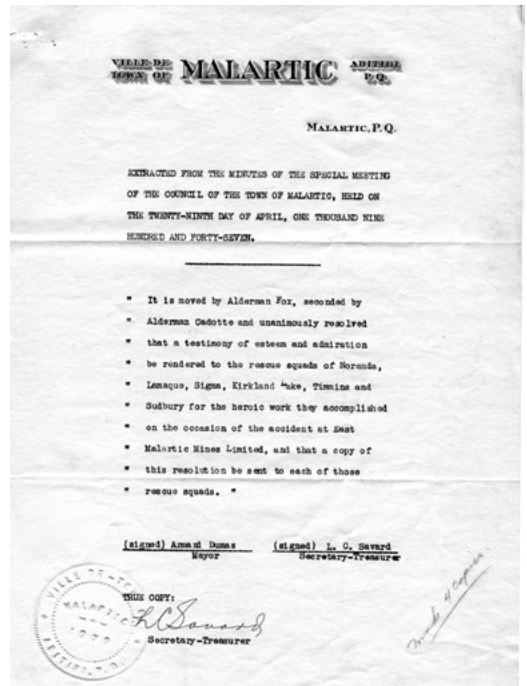 VILLE DE
TOWN OF MALARTIC ABITIBI
P.Q.
MALARTIC, P.Q.
EXTRACTED FROM THE MINUTES OF THE SPECIAL MEETING
OF THE COUNCIL OF THE TOWN OF MALARTIC, HELD ON
THE TWENTY-NINTH DAY OF APRIL, ONE THOUSAND NINE
HUNDRED AND FORTY-SEVEN.
" It is moved by Alderman Fox, seconded by
" Alderman Cadotte and unanimously resolved
" that a testimony of esteem and admiration
" be rendered to the rescue squads of Noranda,
" Lamaque, Sigma, Kirkland Lake, Timmins and
" Sudbury for the heroic work they accomplished
" on the occasion of the accident at East
" Malartic Mines Limited, and that a copy of
" this resolution be sent to each of those
" rescue squads. "
(signed) Armand Dumas (signed) L. C. Savard
Mayor Secretary-Treasurer
TRUE COPY:
L C Savard
Secretary-Treasurer
VILLE DE
MALARTIC
1939
ABITIBI, P.Q.
made 4 copies